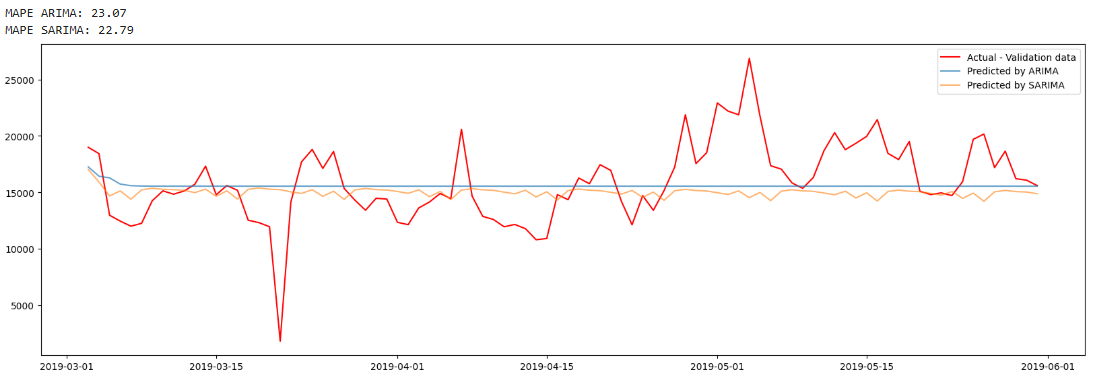 MAPE ARIMA: 23.07
MAPE SARIMA: 22.79
Actual - Validation data
Predicted by ARIMA
Predicted by SARIMA
25000
20000
15000
10000
5000
2019-03-01 2019-03-15 2019-04-01 2019-04-15 2019-05-01 2019-05-15 2019-06-01